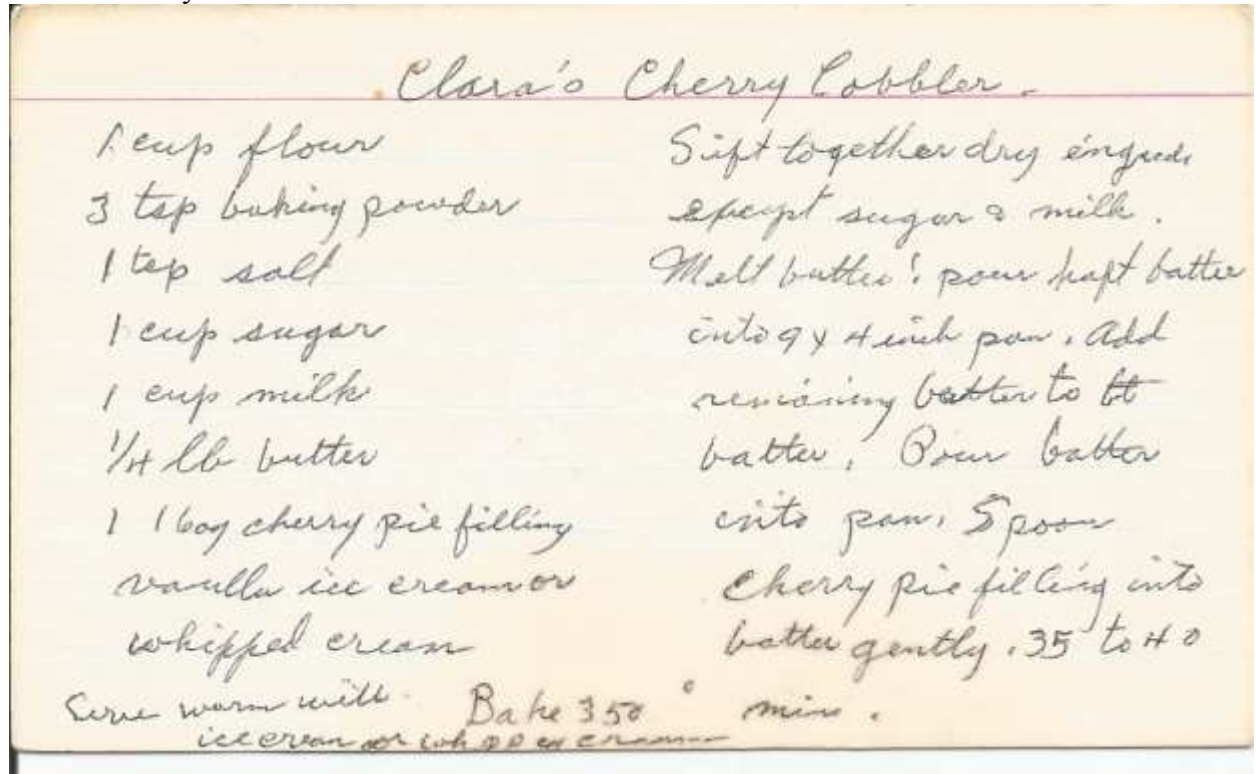 Clara's Cherry Cobbler.
1 cup flour
3 tsp baking powder
1 tsp salt
1 cup sugar
1 cup milk
1/4 lb butter
1 16oz cherry pie filling
vanilla ice cream or
whipped cream
Serve warm with
ice cream or whipped cream
Sift together dry ingreds
except sugar & milk.
Melt butter! pour half batter
into 9 x 4 inch pan. Add
remaining batter to
batter. Pour batter
into pan. Spoon
cherry pie filling into
batter gently. 35 to 40
Bake 350° mins.